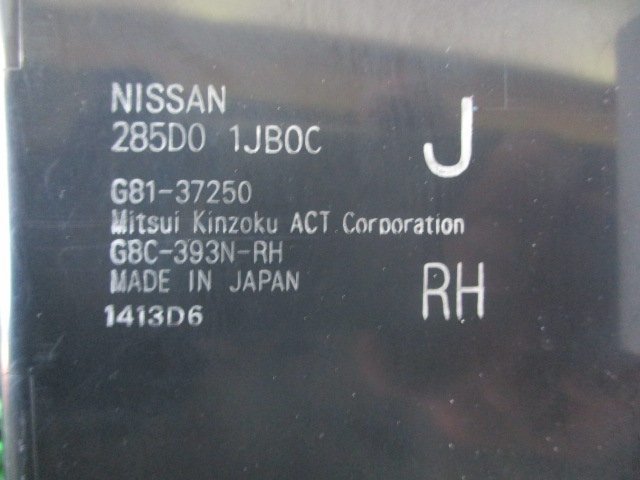 NISSAN
285D0 1JB0C
J
G81-37250
Mitsui Kinzoku ACT Corporation
G8C-393N-RH
MADE IN JAPAN
RH
1413D6